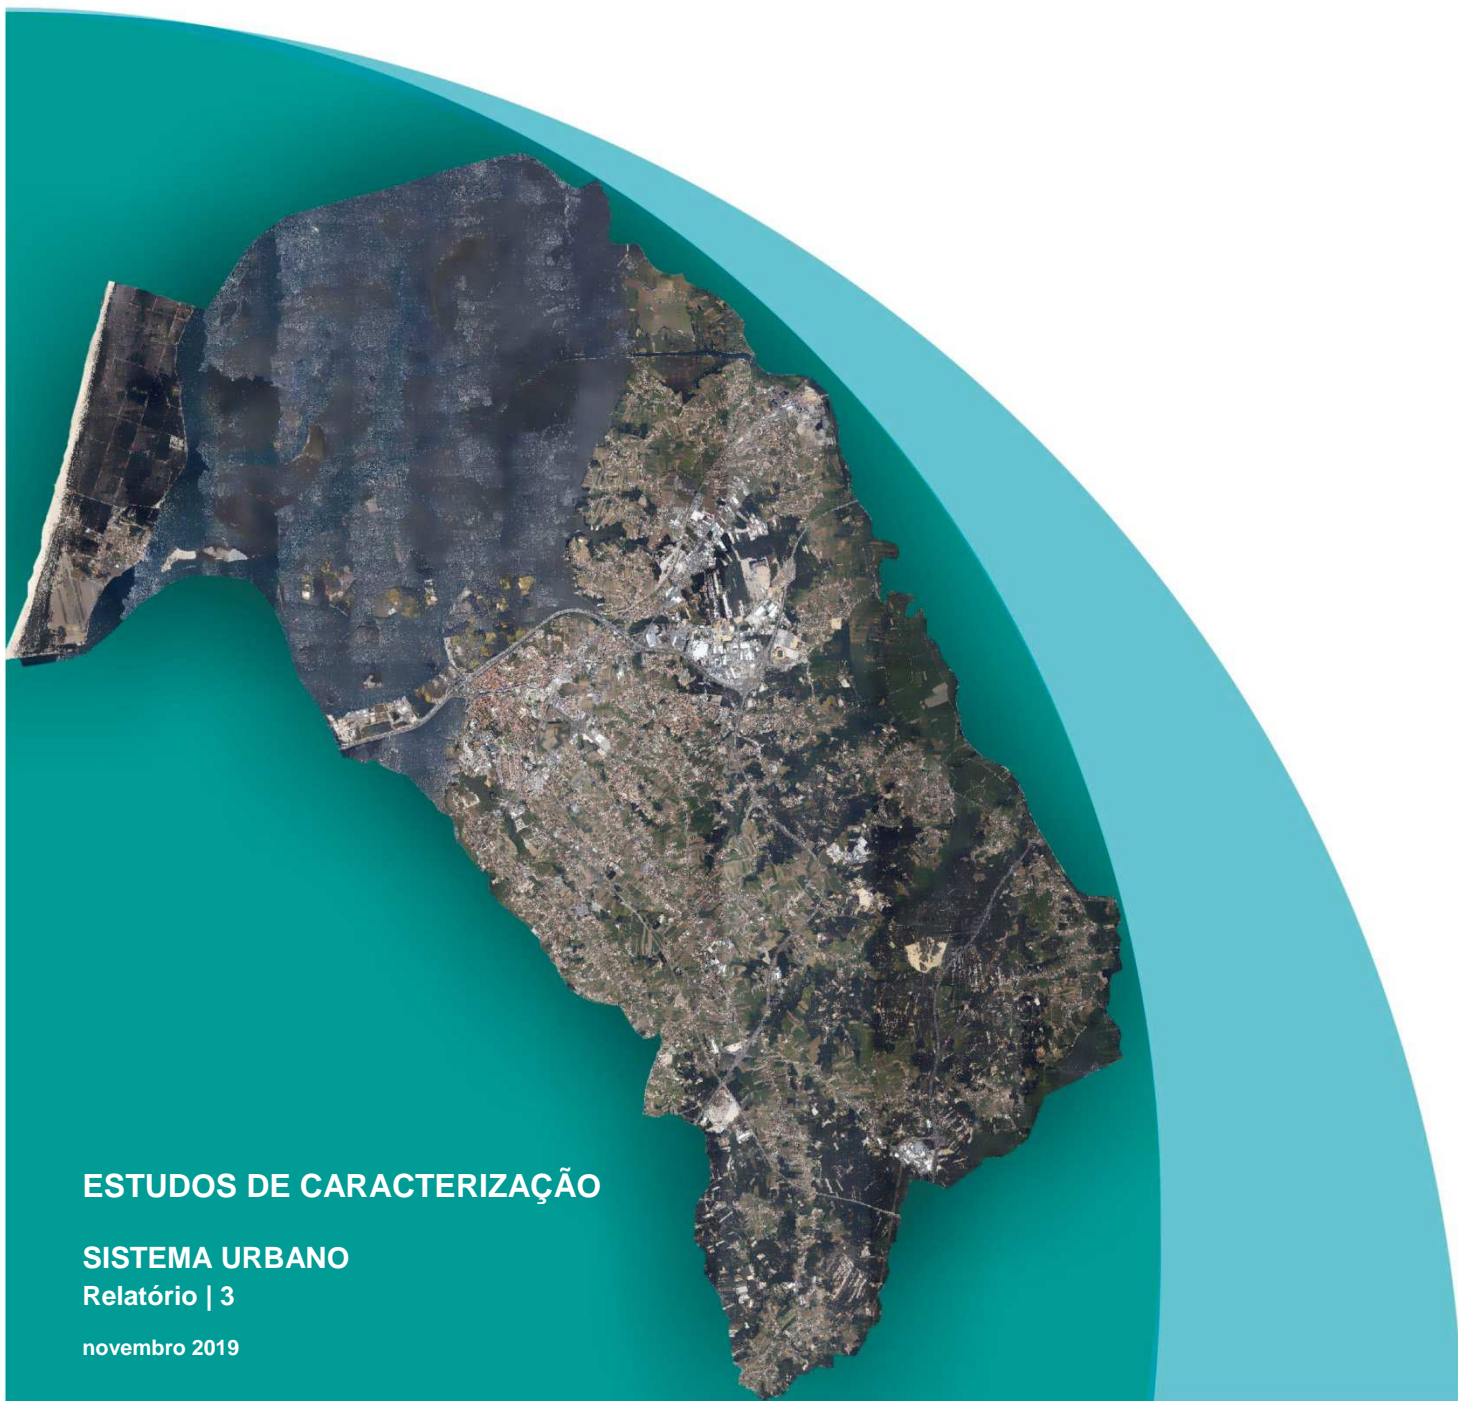 ESTUDOS DE CARACTERIZAÇÃO
SISTEMA URBANO
Relatório | 3
novembro 2019